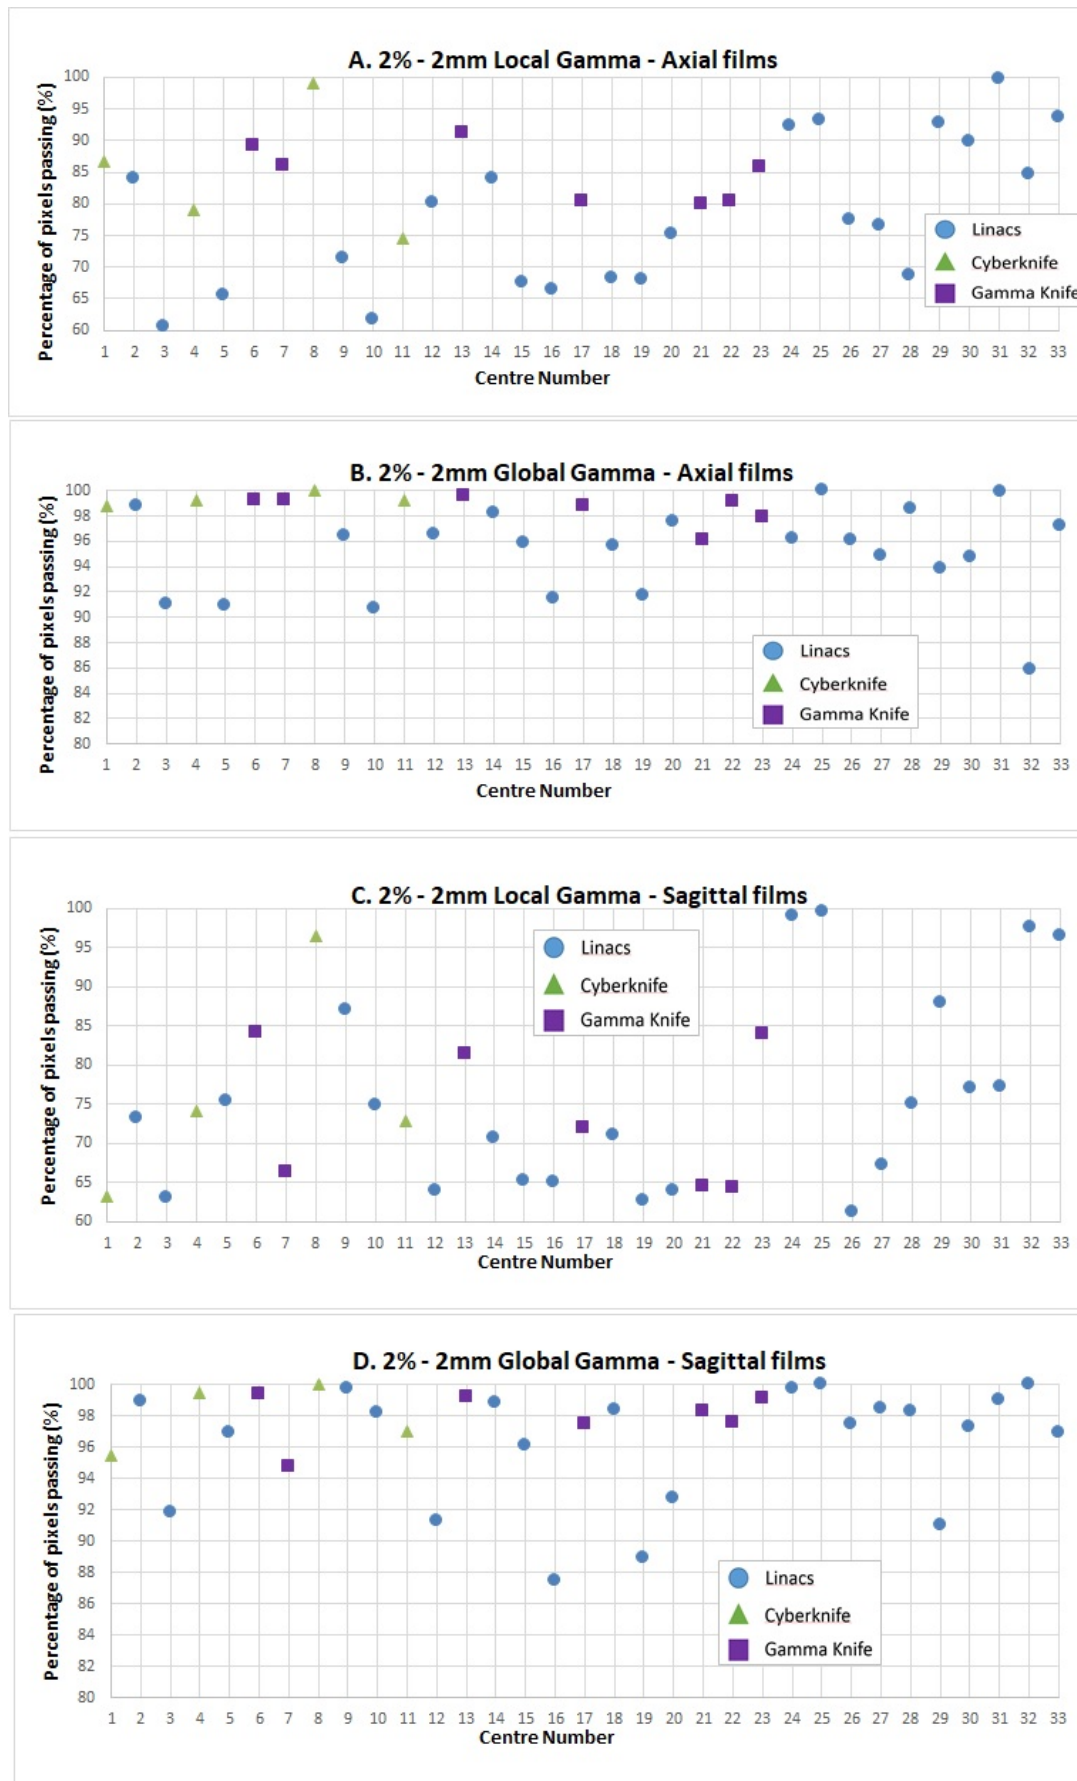 A. 2% - 2mm Local Gamma - Axial films
Percentage of pixels passing (%)
100
95
90
85
80
75
70
65
60
Linacs
Cyberknife
Gamma Knife
1 2 3 4 5 6 7 8 9 10 11 12 13 14 15 16 17 18 19 20 21 22 23 24 25 26 27 28 29 30 31 32 33
Centre Number
B. 2% - 2mm Global Gamma - Axial films
Percentage of pixels passing (%)
100
98
96
94
92
90
88
86
84
82
80
Linacs
Cyberknife
Gamma Knife
1 2 3 4 5 6 7 8 9 10 11 12 13 14 15 16 17 18 19 20 21 22 23 24 25 26 27 28 29 30 31 32 33
Centre Number
C. 2% - 2mm Local Gamma - Sagittal films
Percentage of pixels passing (%)
100
95
90
85
80
75
70
65
60
Linacs
Cyberknife
Gamma Knife
1 2 3 4 5 6 7 8 9 10 11 12 13 14 15 16 17 18 19 20 21 22 23 24 25 26 27 28 29 30 31 32 33
Centre Number
D. 2% - 2mm Global Gamma - Sagittal films
Percentage of pixels passing (%)
100
98
96
94
92
90
88
86
84
82
80
Linacs
Cyberknife
Gamma Knife
1 2 3 4 5 6 7 8 9 10 11 12 13 14 15 16 17 18 19 20 21 22 23 24 25 26 27 28 29 30 31 32 33
Centre Number